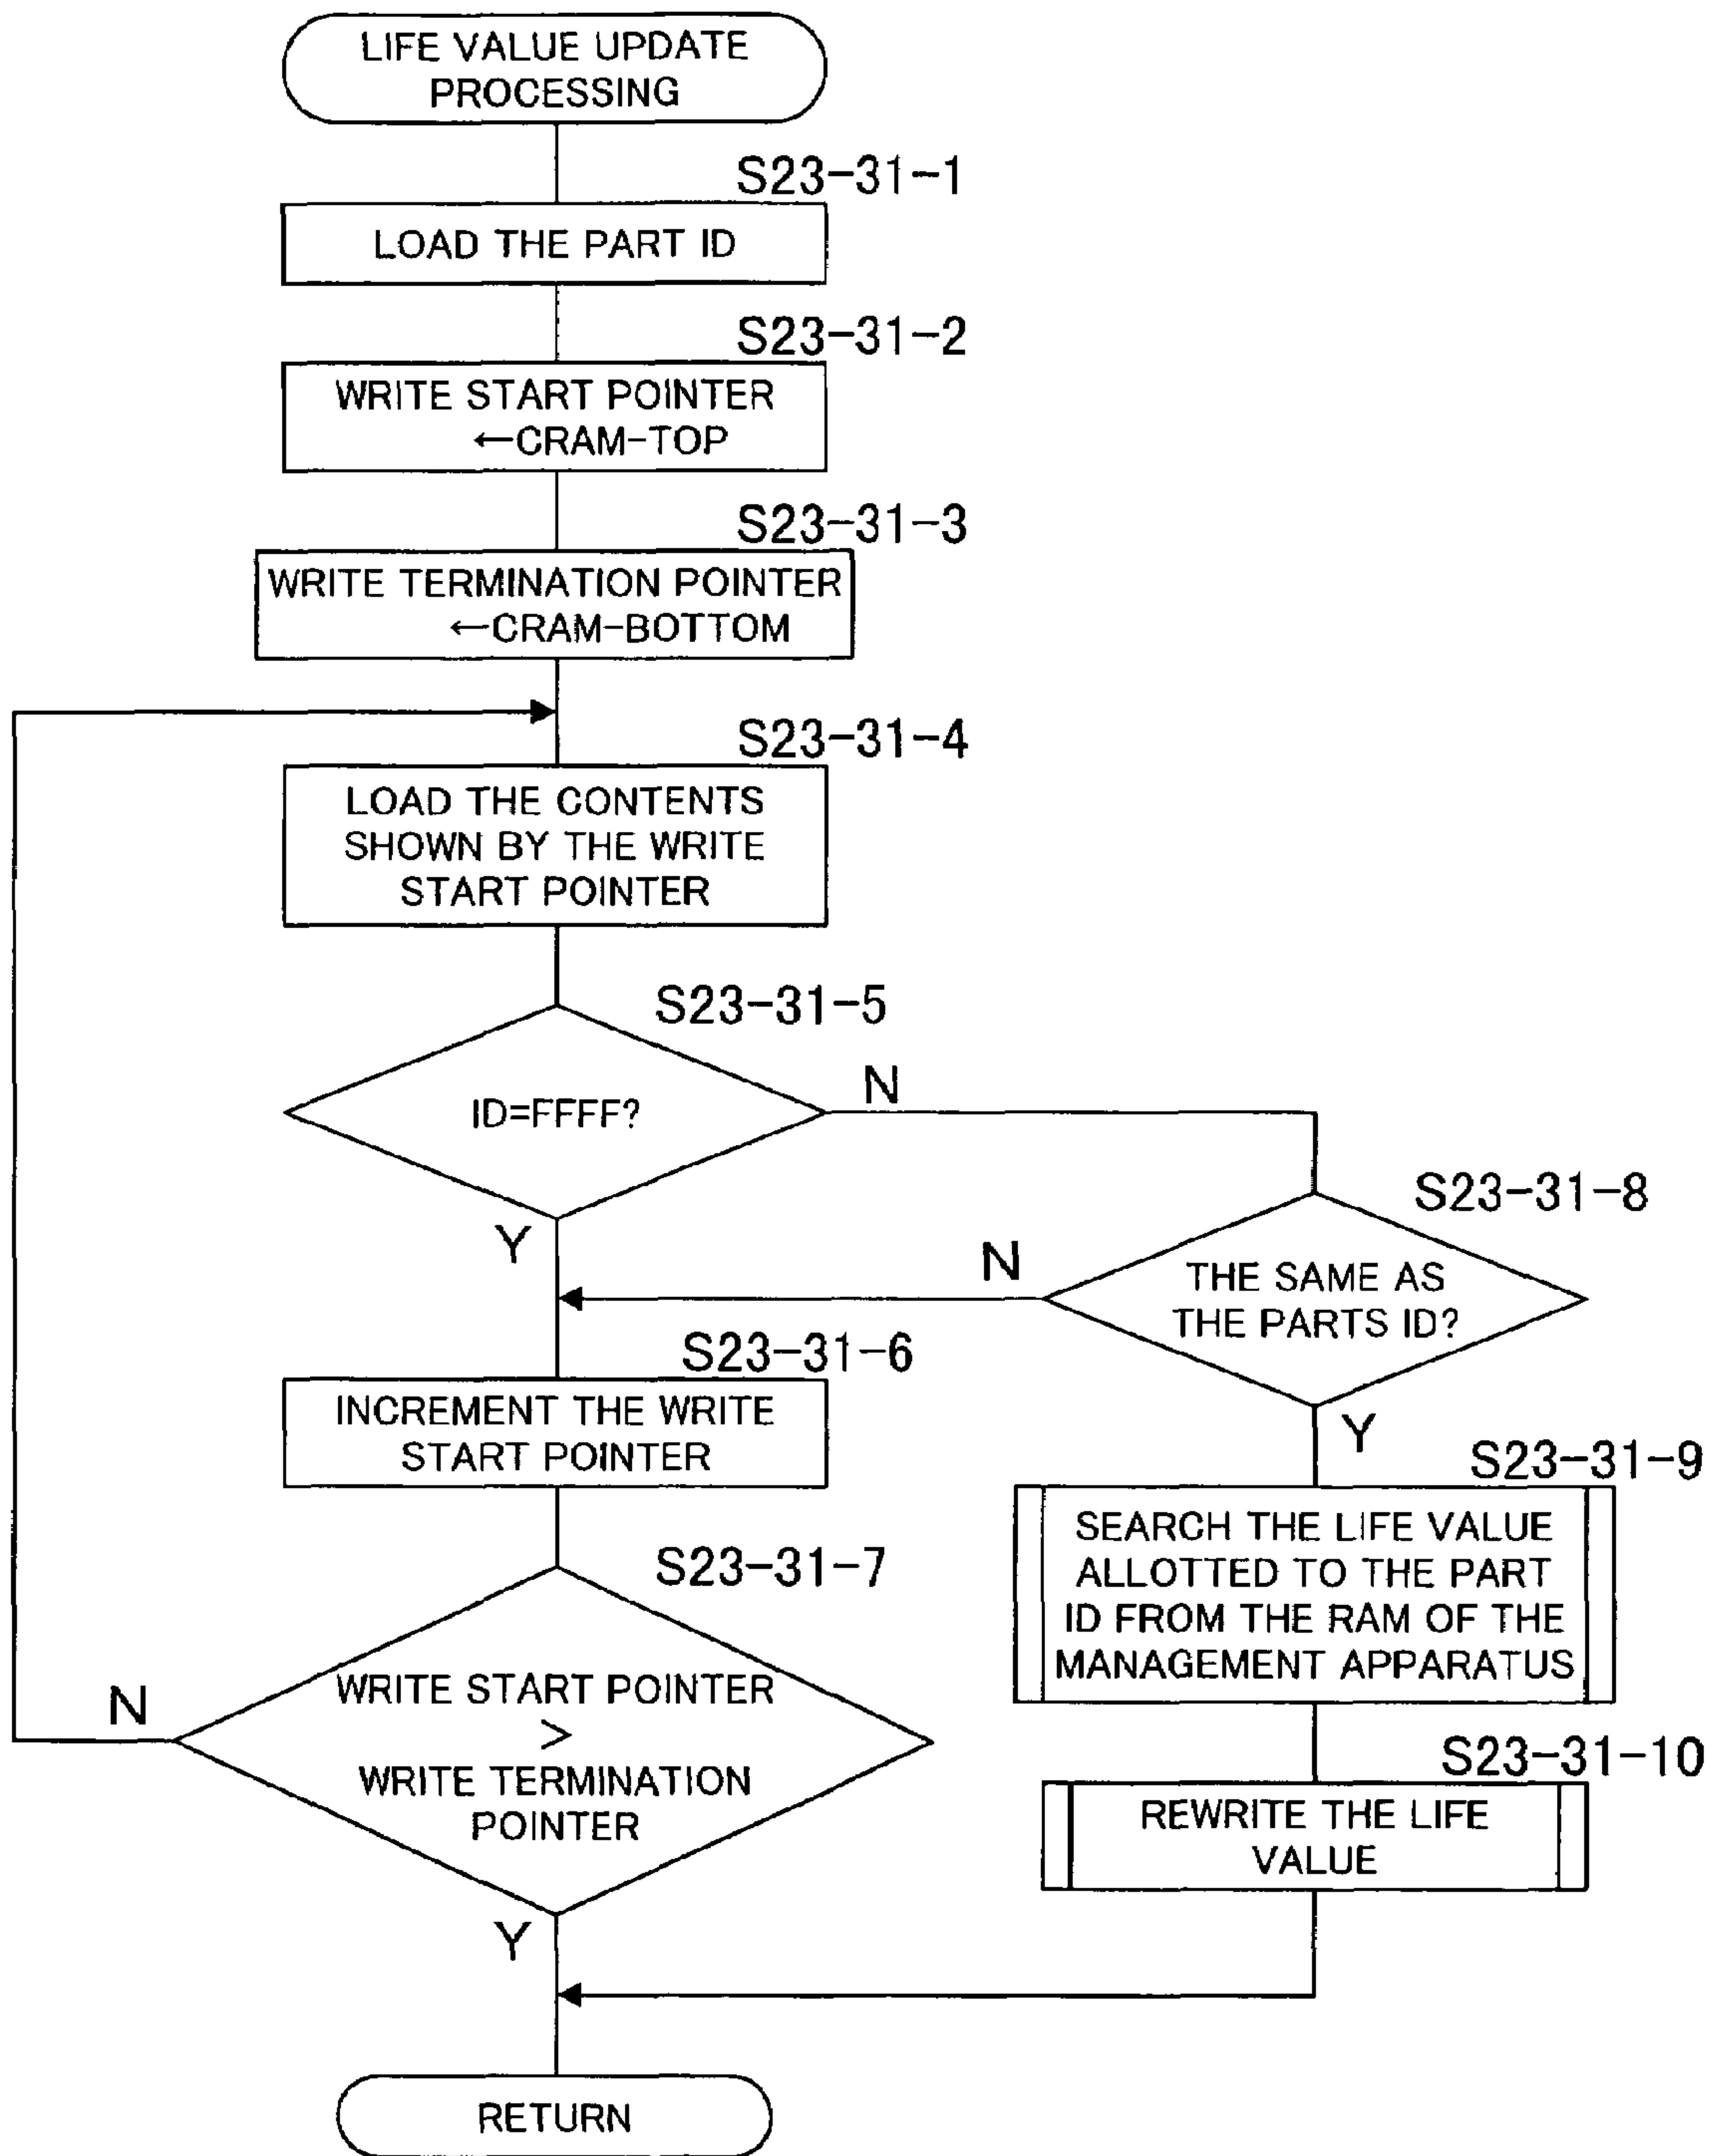 LIFE VALUE UPDATE
PROCESSING
S23-31-1
LOAD THE PART ID
S23-31-2
WRITE START POINTER
←CRAM-TOP
S23-31-3
WRITE TERMINATION POINTER
←CRAM-BOTTOM
S23-31-4
LOAD THE CONTENTS
SHOWN BY THE WRITE
START POINTER
S23-31-5
ID=FFFF?
N
Y
S23-31-8
THE SAME AS
THE PARTS ID?
N
Y
S23-31-6
INCREMENT THE WRITE
START POINTER
S23-31-7
WRITE START POINTER
>
WRITE TERMINATION
POINTER
N
Y
S23-31-9
SEARCH THE LIFE VALUE
ALLOTTED TO THE PART
ID FROM THE RAM OF THE
MANAGEMENT APPARATUS
S23-31-10
REWRITE THE LIFE
VALUE
RETURN